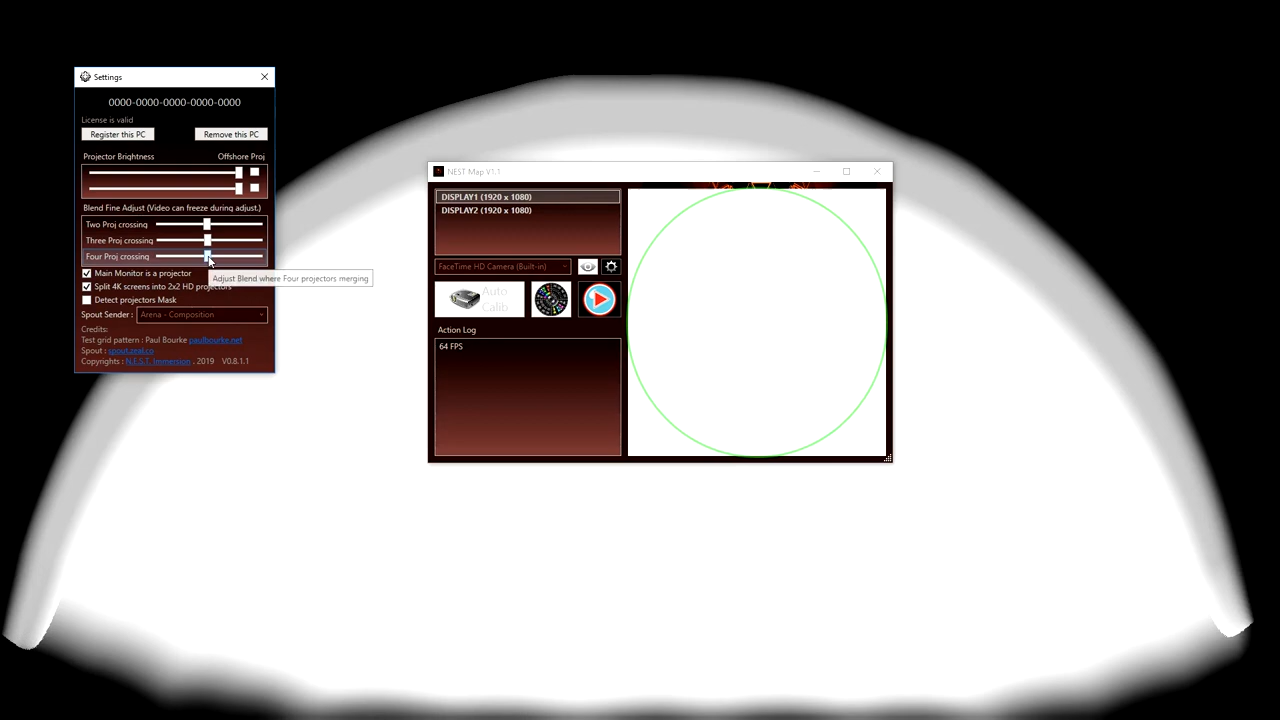 Settings
0000-0000-0000-0000-0000
License is valid
Register this PC
Remove this PC
Projector Brightness
Offshore Proj
Blend Fine Adjust (Video can freeze during adjust.)
Two Proj crossing
Three Proj crossing
Four Proj crossing
Main Monitor is a projector
Adjust Blend where Four projectors merging
Split 4K screens into 2x2 HD projectors
Detect projectors Mask
Spout Sender :
Arena - Composition
Credits:
Test grid pattern : Paul Bourke paulbourke.net
Spout : spout.zeal.co
Copyrights : N.E.S.T. Immersion . 2019 V0.8.1.1
NEST Map V1.1
DISPLAY1 (1920 x 1080)
DISPLAY2 (1920 x 1080)
FaceTime HD Camera (Built-in)
Auto
Calib
Action Log
64 FPS